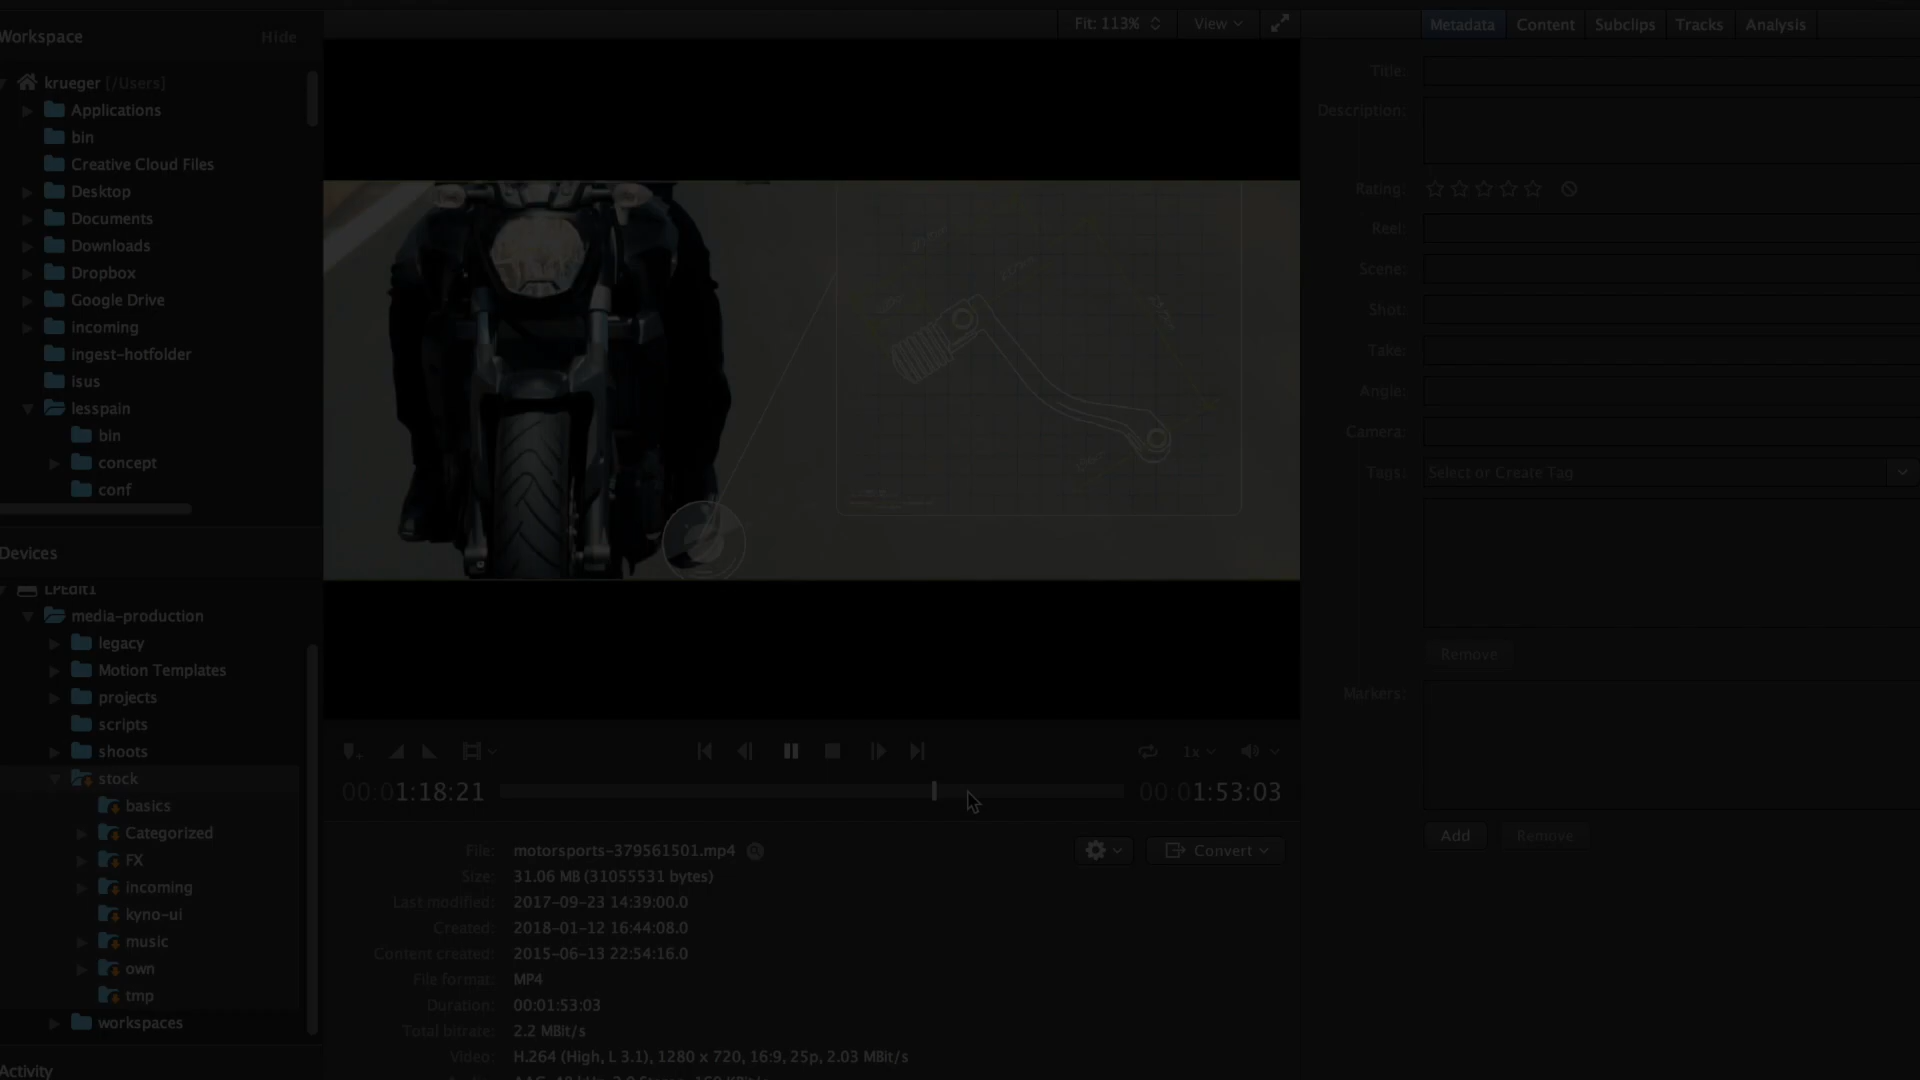 Workspace
Hide
krueger [/Users]
Applications
bin
Creative Cloud Files
Desktop
Documents
Downloads
Dropbox
Google Drive
incoming
ingest-hotfolder
isus
lesspain
bin
concept
conf
Devices
LPEdit1
media-production
legacy
Motion Templates
projects
scripts
shoots
stock
basics
Categorized
FX
incoming
kyno-ui
music
own
tmp
workspaces
Activity
Fit: 113%
View
00:01:18:21
00:01:53:03
1x
File: motorsports-379561501.mp4
Convert
Size: 31.06 MB (31055531 bytes)
Last modified: 2017-09-23 14:39:00.0
Created: 2018-01-12 16:44:08.0
Content created: 2015-06-13 22:54:16.0
File format: MP4
Duration: 00:01:53:03
Total bitrate: 2.2 MBit/s
Video: H.264 (High, L 3.1), 1280 x 720, 16:9, 25p, 2.03 MBit/s
Metadata
Content
Subclips
Tracks
Analysis
Title:
Description:
Rating:
Reel:
Scene:
Shot:
Take:
Angle:
Camera:
Tags: Select or Create Tag
Remove
Markers:
Add
Remove